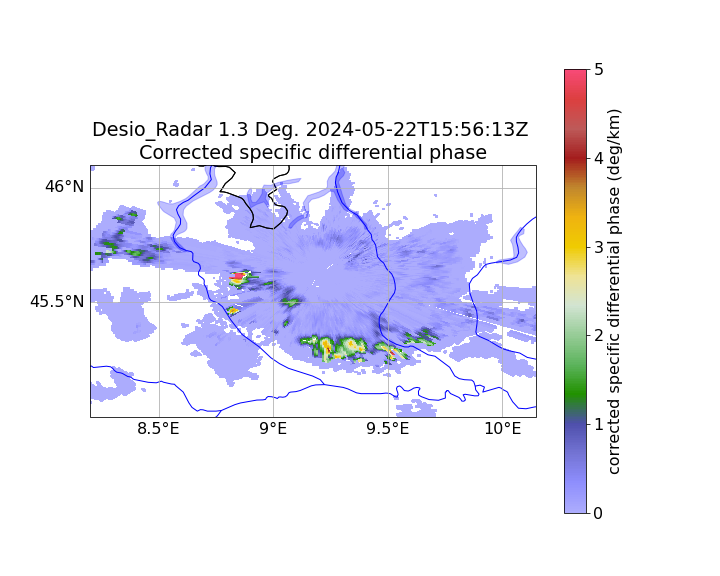 Desio_Radar 1.3 Deg. 2024-05-22T15:56:13Z
Corrected specific differential phase
46°N
45.5°N
8.5°E
9°E
9.5°E
10°E
5
4
3
2
1
0
corrected specific differential phase (deg/km)